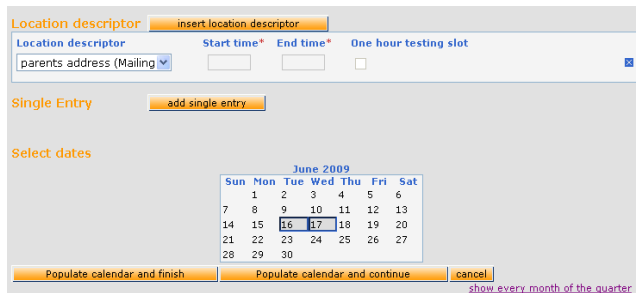 Location descriptor insert location descriptor
Location descriptor Start time* End time* One hour testing slot
parents address (Mailing
Single Entry add single entry
Select dates
June 2009
Sun Mon Tue Wed Thu Fri Sat
1 2 3 4 5 6
7 8 9 10 11 12 13
14 15 16 17 18 19 20
21 22 23 24 25 26 27
28 29 30
Populate calendar and finish Populate calendar and continue cancel
show every month of the quarter